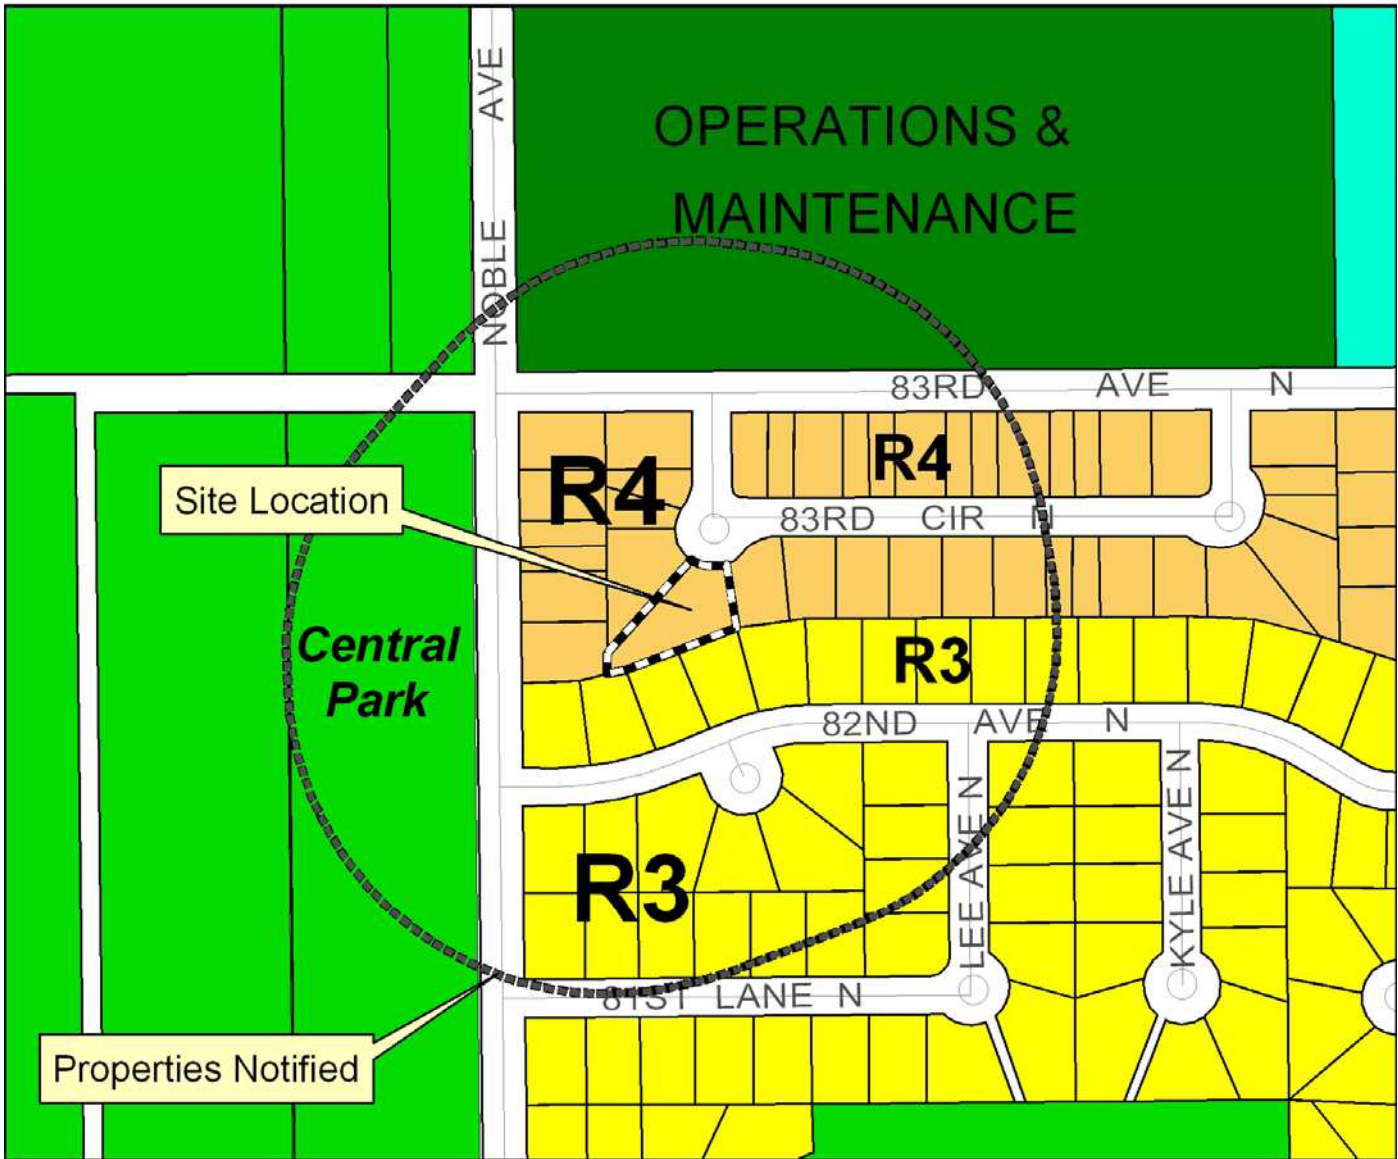 NOBLE AVE
OPERATIONS &
MAINTENANCE
83RD AVE N
R4
R4
Site Location
83RD CIR N
Central
Park
R3
82ND AVE N
LEE AVE N
KYLE AVE N
R3
81ST LANE N
Properties Notified